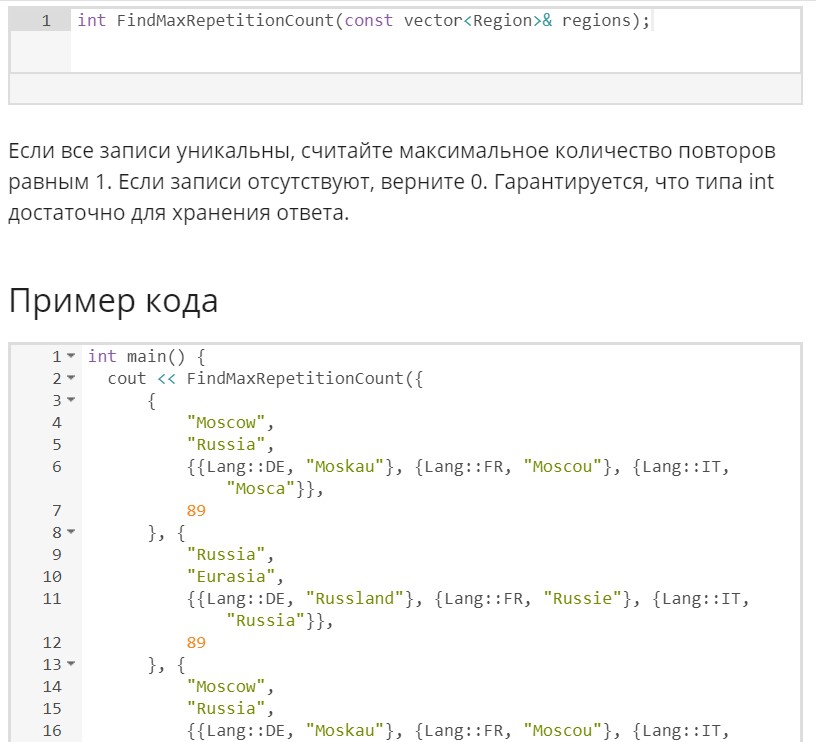 1 int FindMaxRepetitionCount(const vector<Region>& regions);
Если все записи уникальны, считайте максимальное количество повторов
равным 1. Если записи отсутствуют, верните 0. Гарантируется, что типа int
достаточно для хранения ответа.
Пример кода
1 int main() {
2 cout << FindMaxRepetitionCount({
3 {
4 "Moscow",
5 "Russia",
6 {{Lang::DE, "Moskau"}, {Lang::FR, "Moscou"}, {Lang::IT,
"Mosca"}},
7 89
8 }, {
9 "Russia",
10 "Eurasia",
11 {{Lang::DE, "Russland"}, {Lang::FR, "Russie"}, {Lang::IT,
"Russia"}},
12 89
13 }, {
14 "Moscow",
15 "Russia",
16 {{Lang::DE, "Moskau"}, {Lang::FR, "Moscou"}, {Lang::IT,